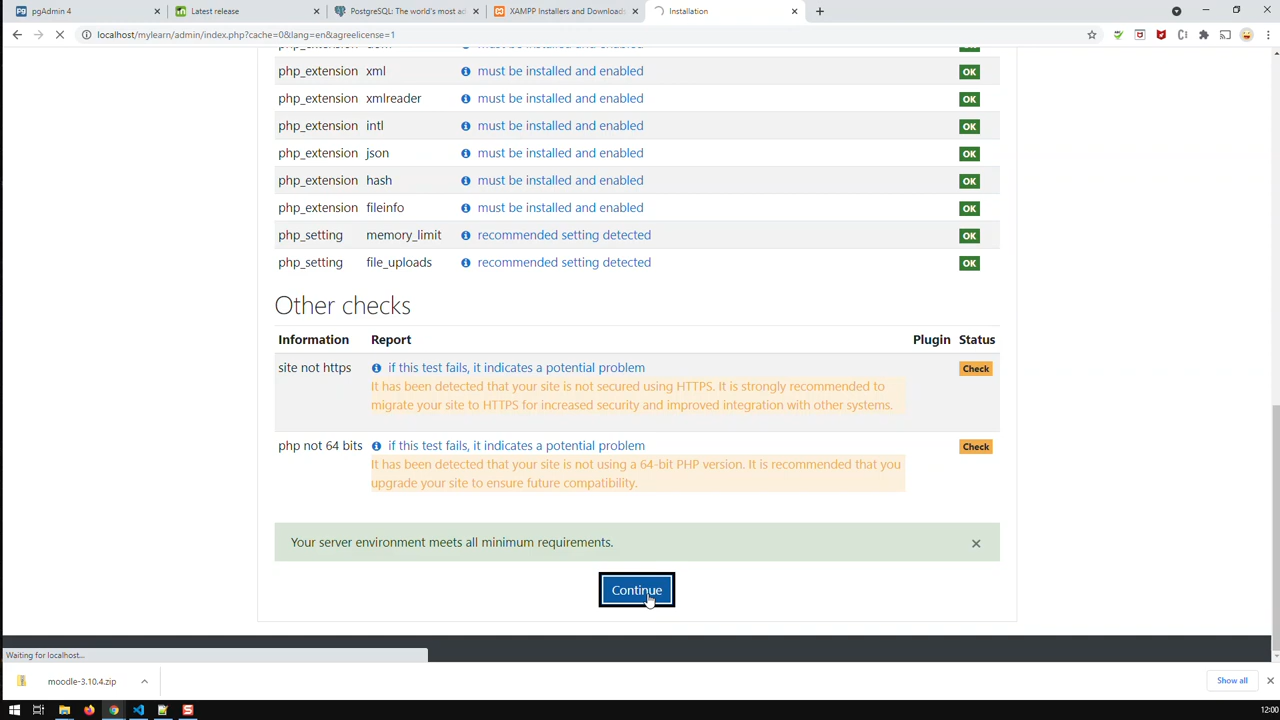 pgAdmin 4
Latest release
PostgreSQL: The world's most ad
XAMPP Installers and Downloads
Installation
localhost/mylearn/admin/index.php?cache=0&lang=en&agreelicense=1
php_extension xml must be installed and enabled OK
php_extension xmlreader must be installed and enabled OK
php_extension intl must be installed and enabled OK
php_extension json must be installed and enabled OK
php_extension hash must be installed and enabled OK
php_extension fileinfo must be installed and enabled OK
php_setting memory_limit recommended setting detected OK
php_setting file_uploads recommended setting detected OK
Other checks
Information Report Plugin Status
site not https if this test fails, it indicates a potential problem Check
It has been detected that your site is not secured using HTTPS. It is strongly recommended to
migrate your site to HTTPS for increased security and improved integration with other systems.
php not 64 bits if this test fails, it indicates a potential problem Check
It has been detected that your site is not using a 64-bit PHP version. It is recommended that you
upgrade your site to ensure future compatibility.
Your server environment meets all minimum requirements.
Continue
Waiting for localhost...
moodle-3.10.4.zip
Show all
12:00